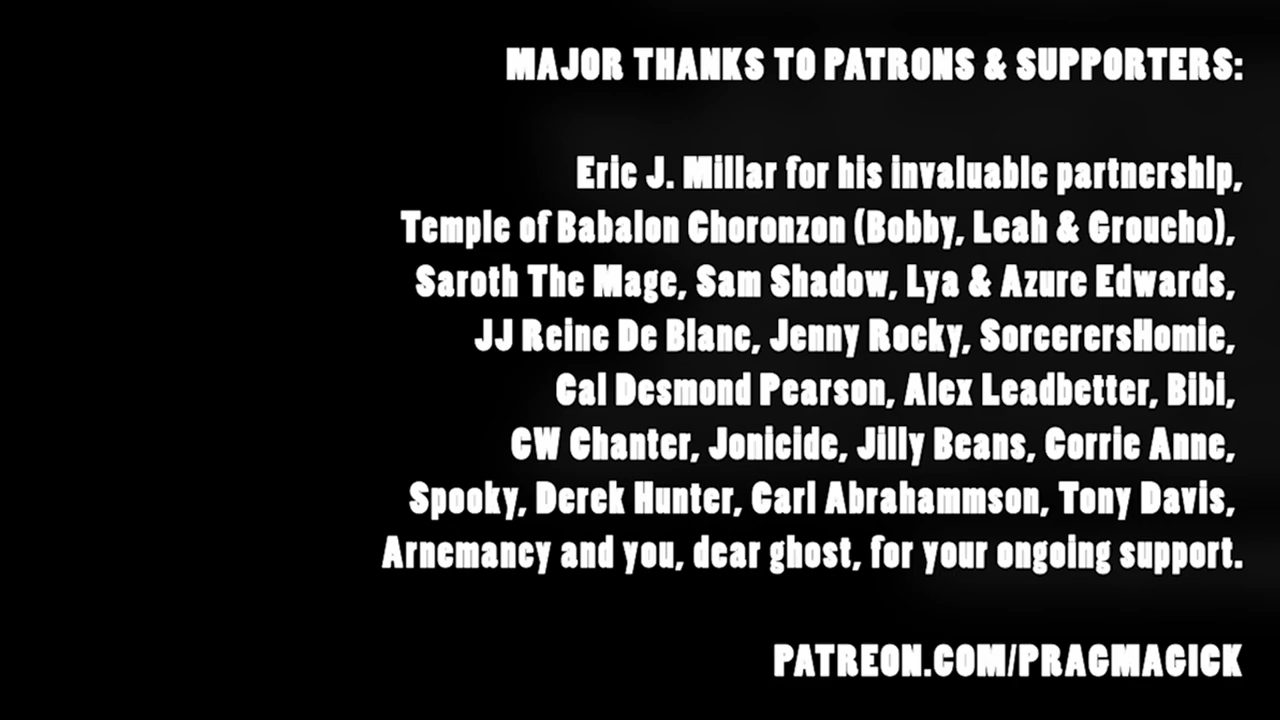 MAJOR THANKS TO PATRONS & SUPPORTERS:
Eric J. Millar for his invaluable partnership,
Temple of Babalon Choronzon (Bobby, Leah & Groucho),
Saroth The Mage, Sam Shadow, Lya & Azure Edwards,
JJ Reine De Blanc, Jenny Rocky, SorcerersHomie,
Cal Desmond Pearson, Alex Leadbetter, Bibi,
CW Chanter, Jonicide, Jilly Beans, Corrie Anne,
Spooky, Derek Hunter, Carl Abrahammson, Tony Davis,
Arnemancy and you, dear ghost, for your ongoing support.
PATREON.COM/PRAGMAGICK